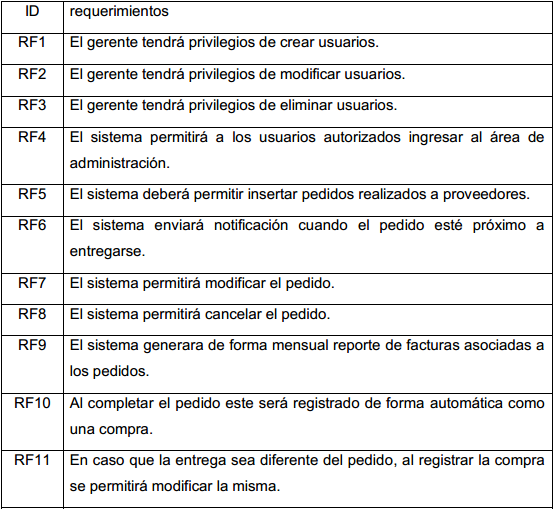 ID requerimientos
RF1 El gerente tendrá privilegios de crear usuarios.
RF2 El gerente tendrá privilegios de modificar usuarios.
RF3 El gerente tendrá privilegios de eliminar usuarios.
RF4 El sistema permitirá a los usuarios autorizados ingresar al área de
administración.
RF5 El sistema deberá permitir insertar pedidos realizados a proveedores.
RF6 El sistema enviará notificación cuando el pedido esté próximo a
entregarse.
RF7 El sistema permitirá modificar el pedido.
RF8 El sistema permitirá cancelar el pedido.
RF9 El sistema generara de forma mensual reporte de facturas asociadas a
los pedidos.
RF10 Al completar el pedido este será registrado de forma automática como
una compra.
RF11 En caso que la entrega sea diferente del pedido, al registrar la compra
se permitirá modificar la misma.